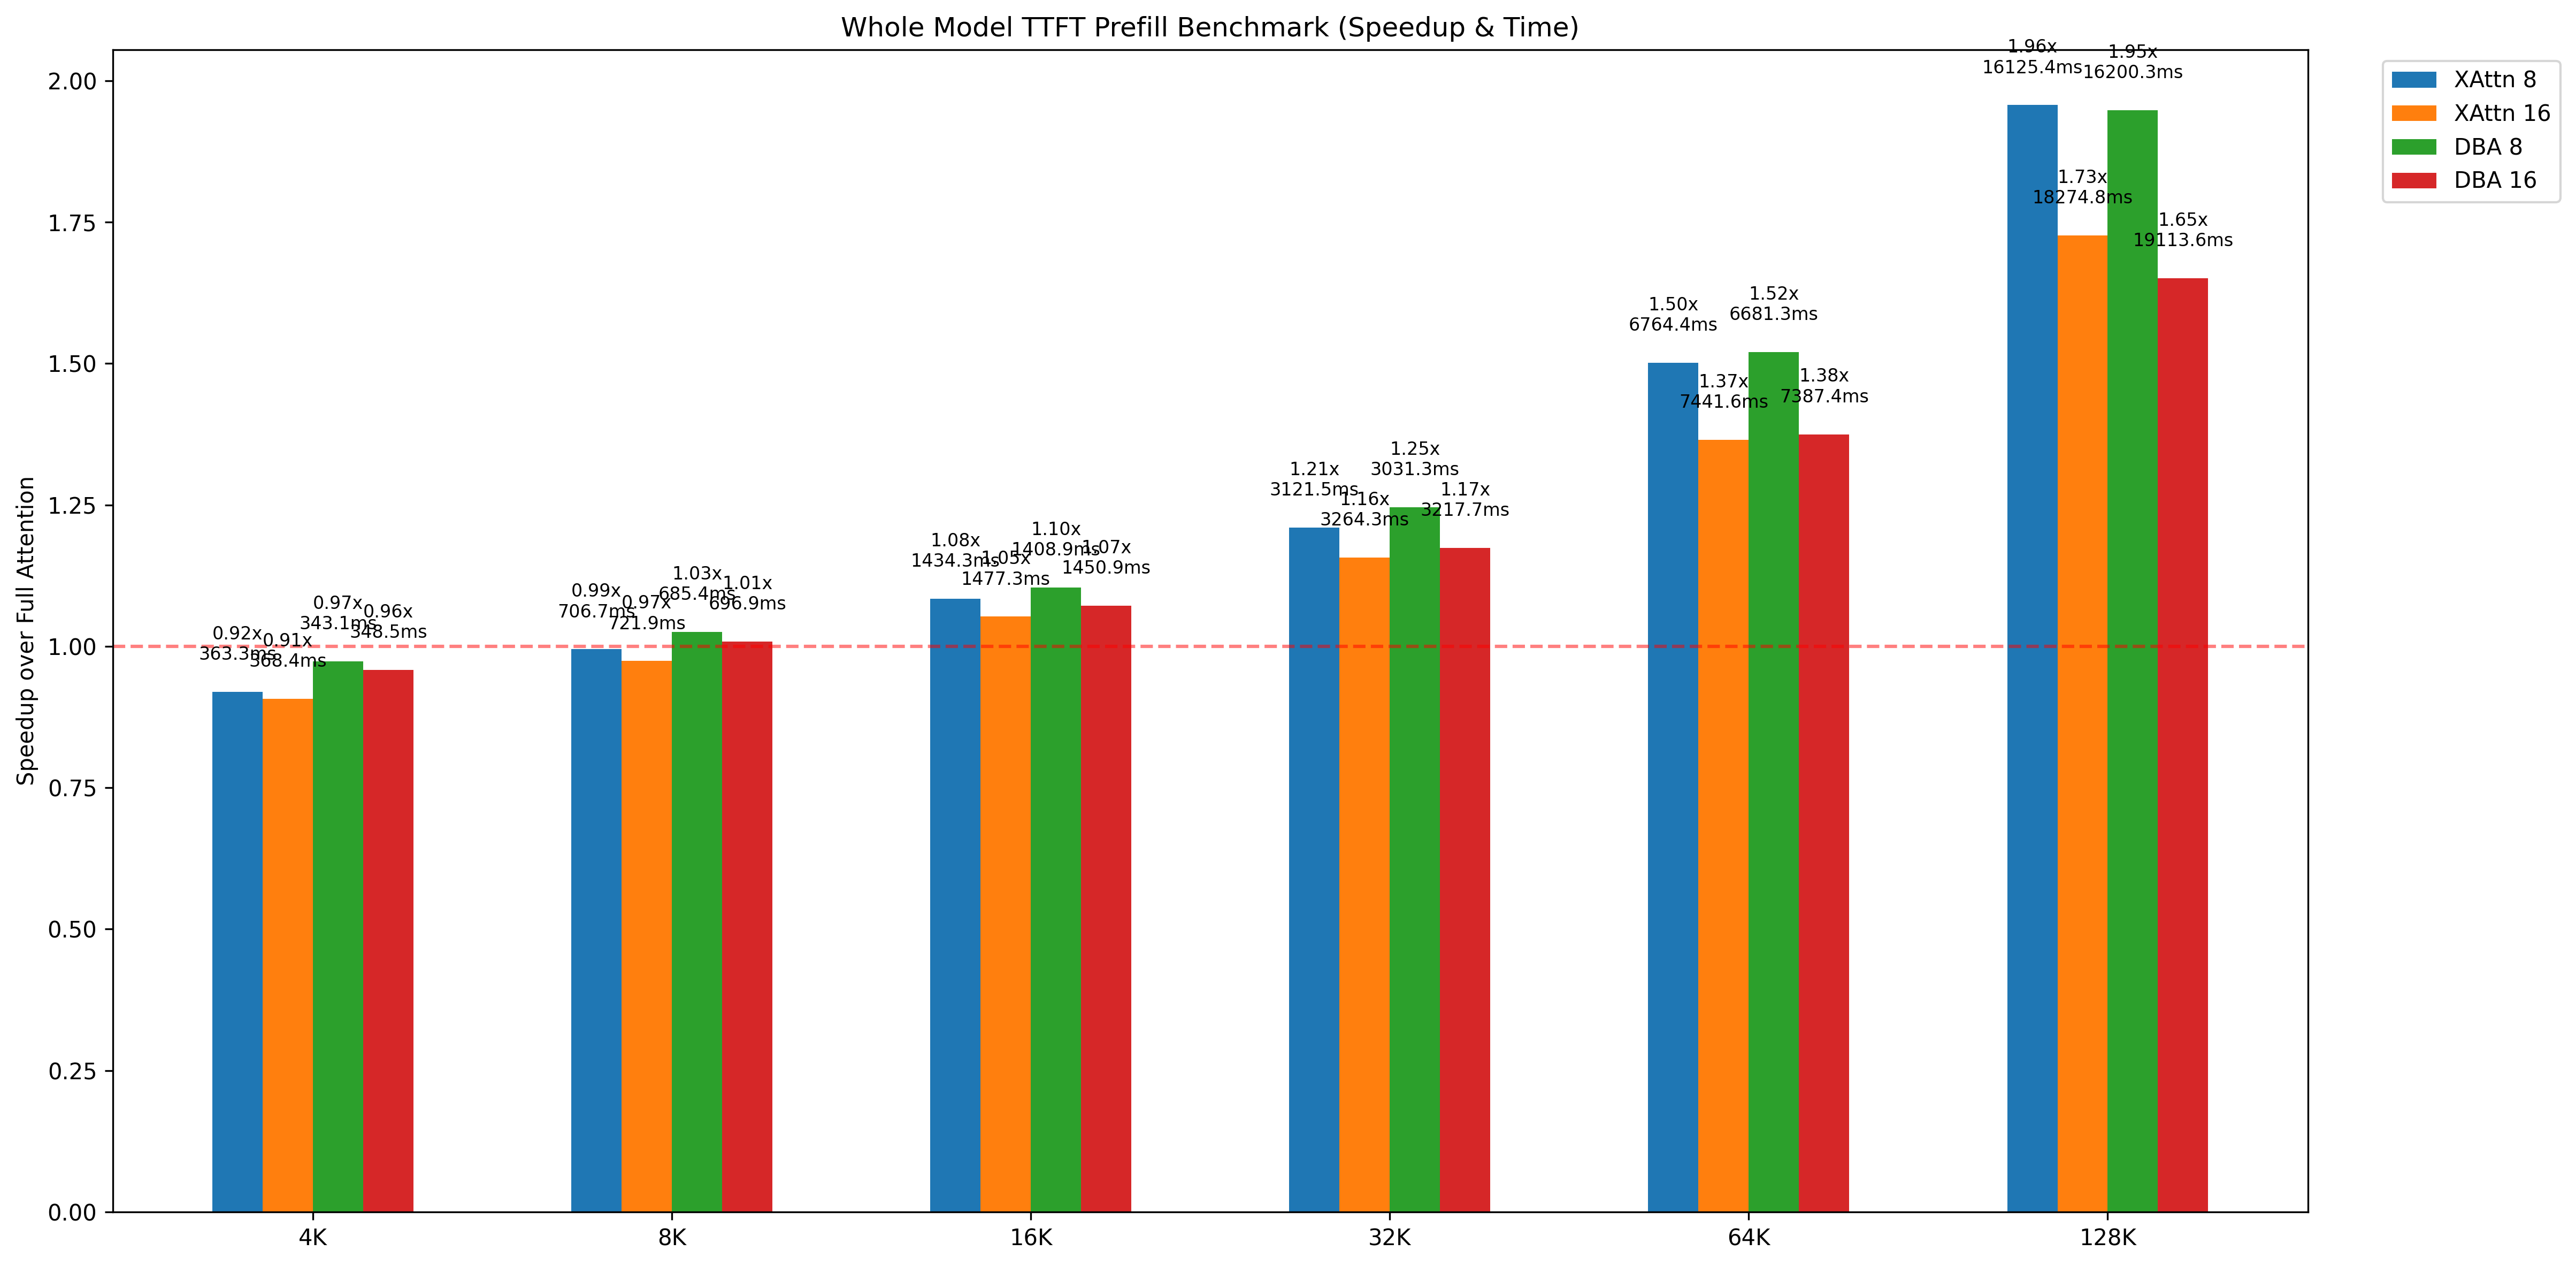 Whole Model TTFT Prefill Benchmark (Speedup & Time)
Speedup over Full Attention
2.00
1.75
1.50
1.25
1.00
0.75
0.50
0.25
0.00
0.92x
363.3ms
0.91x
368.4ms
0.97x
343.1ms
0.96x
348.5ms
0.99x
706.7ms
0.97x
721.9ms
1.03x
685.4ms
1.01x
696.9ms
1.08x
1434.3ms
1.05x
1477.3ms
1.10x
1408.9ms
1.07x
1450.9ms
1.21x
3121.5ms
1.16x
3264.3ms
1.25x
3031.3ms
1.17x
3217.7ms
1.50x
6764.4ms
1.37x
7441.6ms
1.52x
6681.3ms
1.38x
7387.4ms
1.96x
16125.4ms
1.73x
18274.8ms
1.95x
16200.3ms
1.65x
19113.6ms
4K
8K
16K
32K
64K
128K
XAttn 8
XAttn 16
DBA 8
DBA 16